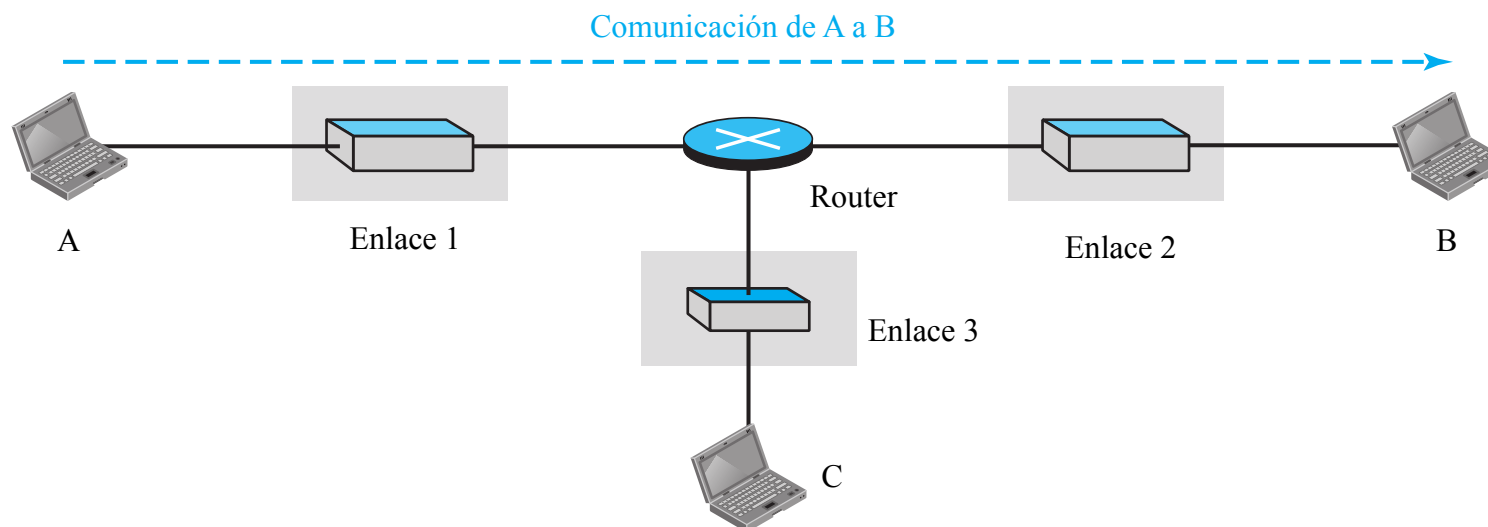 Comunicación de A a B
Router
A
Enlace 1
Enlace 2
B
Enlace 3
C